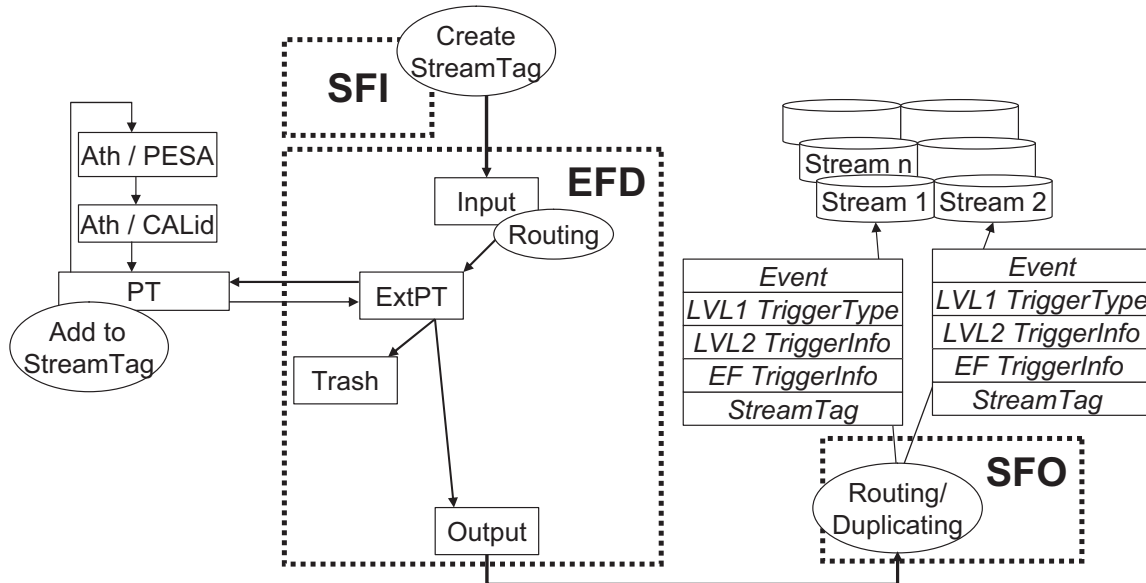 Create
StreamTag
SFI
Ath / PESA
Ath / CALid
PT
Add to
StreamTag
EFD
Input
Routing
ExtPT
Trash
Output
Stream n
Stream 1
Stream 2
Event
LVL1 TriggerType
LVL2 TriggerInfo
EF TriggerInfo
StreamTag
Event
LVL1 TriggerType
LVL2 TriggerInfo
EF TriggerInfo
StreamTag
SFO
Routing/
Duplicating